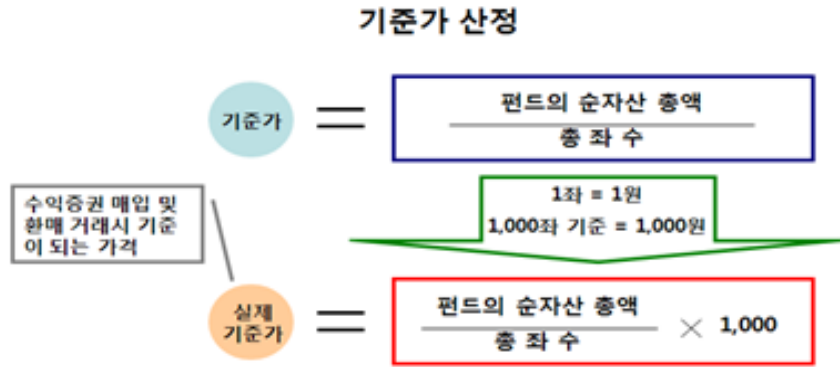 기준가 산정
기준가
=
펀드의 순자산 총액
총 좌 수
수익증권 매입 및
환매 거래시 기준
이 되는 가격
1좌 = 1원
1,000좌 기준 = 1,000원
실제
기준가
=
펀드의 순자산 총액
총 좌 수
× 1,000